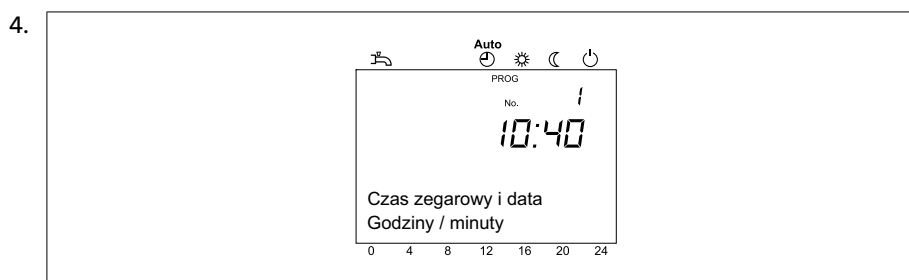 4.
Auto
PROG
No. 1
10:40
Czas zegarowy i data
Godziny / minuty
0 4 8 12 16 20 24